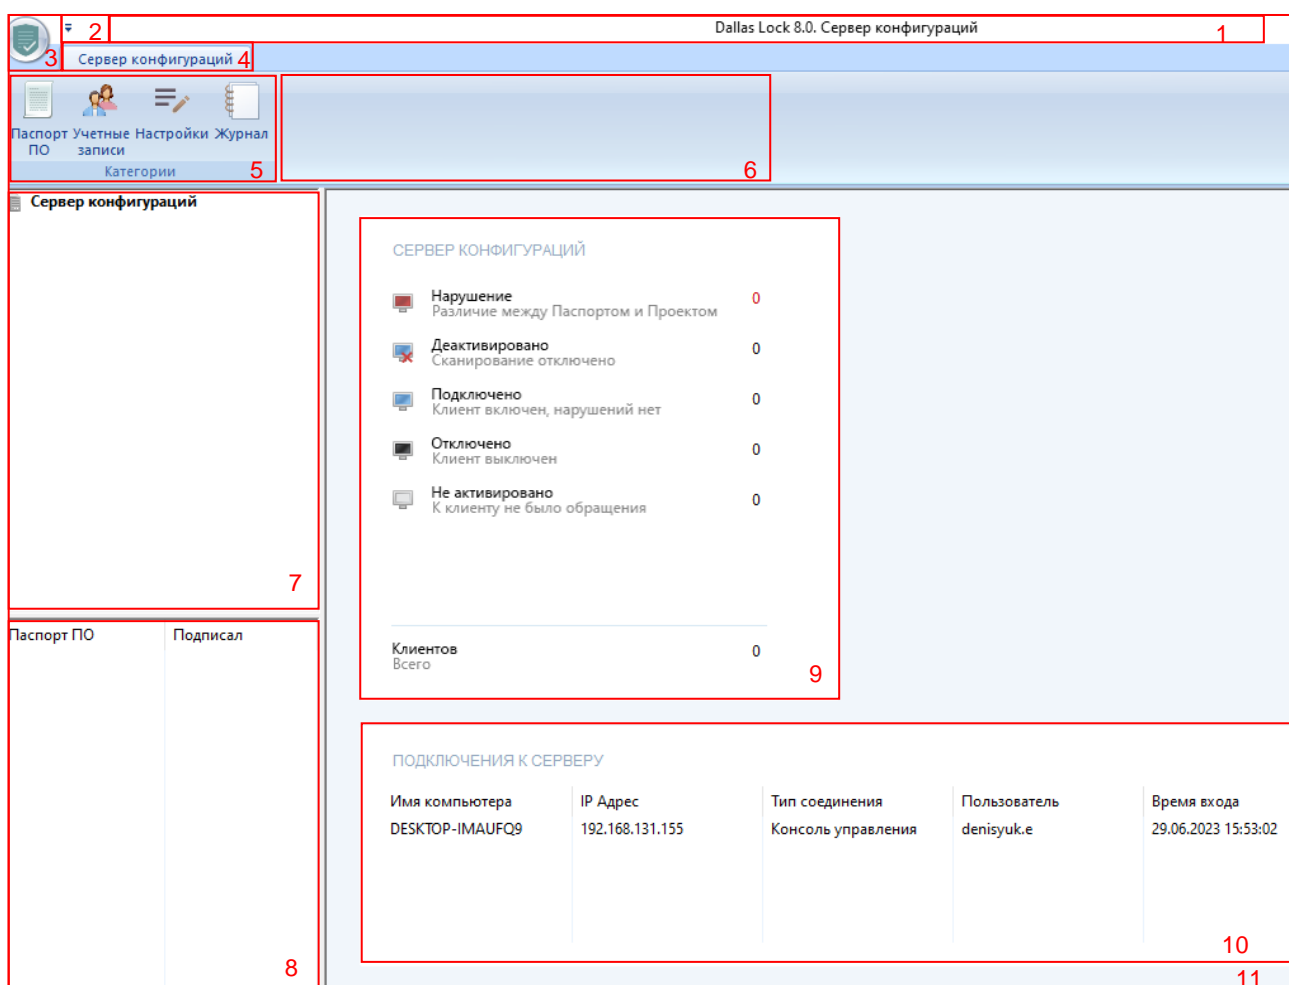 Dallas Lock 8.0. Сервер конфигураций
1
2
3
Сервер конфигураций
4
Паспорт ПО
Учетные записи
Настройки
Журнал
Категории
5
6
Сервер конфигураций
7
Паспорт ПО
Подписал
8
СЕРВЕР КОНФИГУРАЦИЙ
Нарушение 0
Различие между Паспортом и Проектом
Деактивировано 0
Сканирование отключено
Подключено 0
Клиент включен, нарушений нет
Отключено 0
Клиент выключен
Не активировано 0
К клиенту не было обращения
Клиентов 0
Всего
9
ПОДКЛЮЧЕНИЯ К СЕРВЕРУ
Имя компьютера IP Адрес Тип соединения Пользователь Время входа
DESKTOP-IMAUFQ9 192.168.131.155 Консоль управления denisyuk.e 29.06.2023 15:53:02
10
11